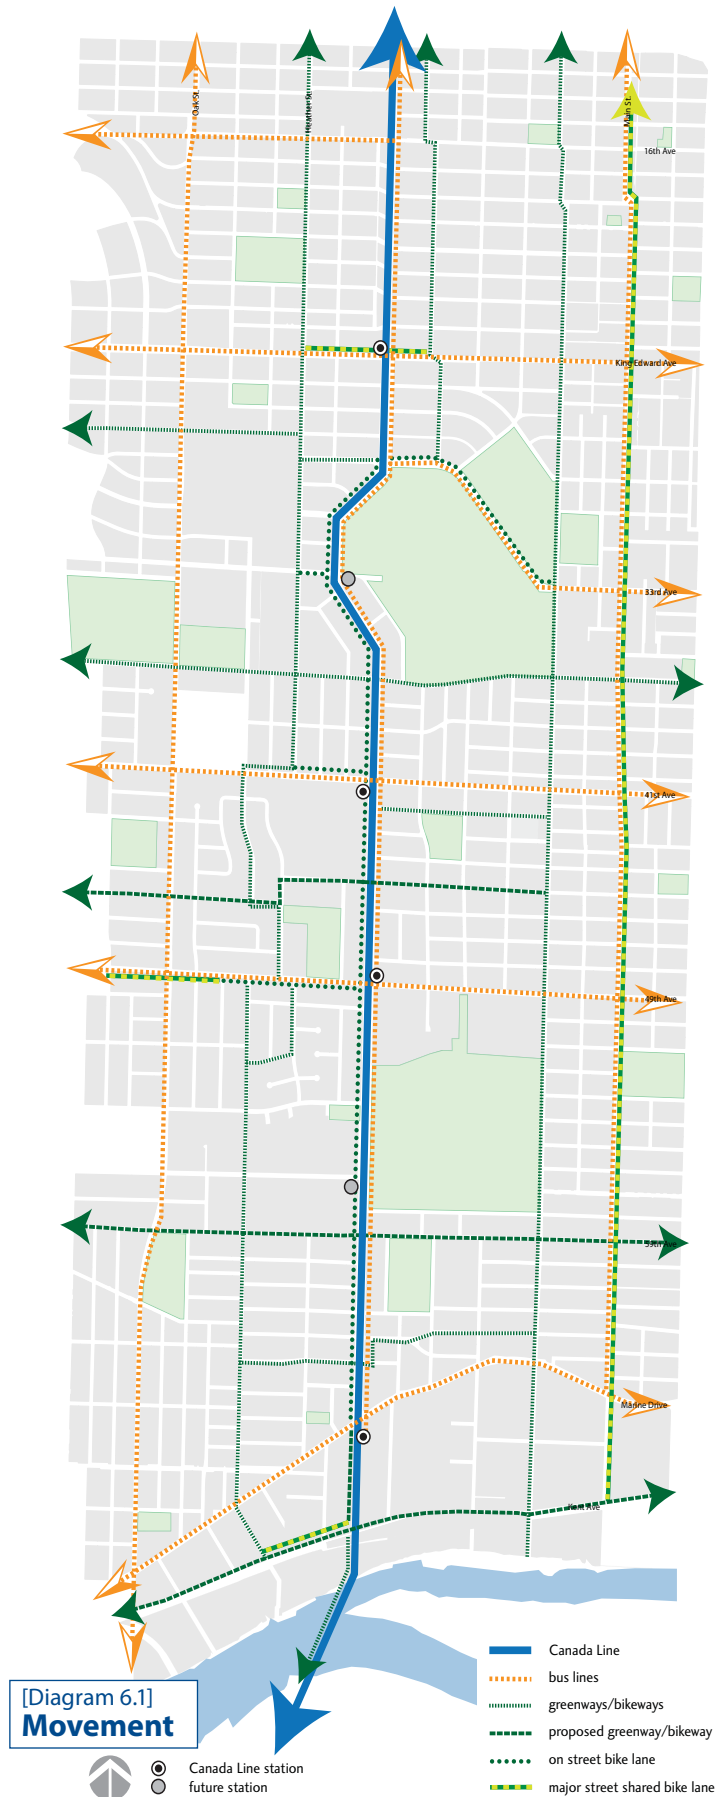 Oak St.
Heather St.
Main St.
16th Ave
King Edward Ave
33rd Ave
41st Ave
49th Ave
59th Ave
Marine Drive
Kent Ave
[Diagram 6.1]
Movement
Canada Line station
future station
Canada Line
bus lines
greenways/bikeways
proposed greenway/bikeway
on street bike lane
major street shared bike lane